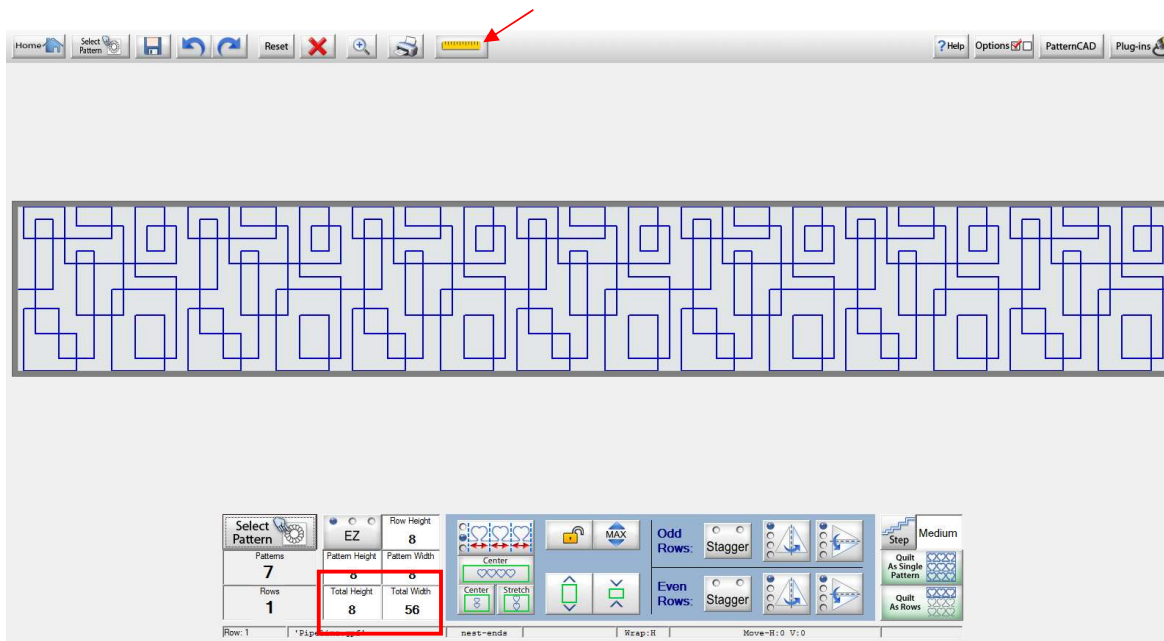 Home Select Pattern Reset ?Help Options PatternCAD Plug-ins
Select Pattern
EZ
Row Height
8
Patterns
7
Pattern Height
8
Pattern Width
8
Rows
1
Total Height
8
Total Width
56
Center
Center Stretch
MAX
Odd Rows:
Stagger
Even Rows:
Stagger
Step Medium
Quilt As Single Pattern
Quilt As Rows
Row: 1 nest-ends Wrap:H Move-H:0 V:0